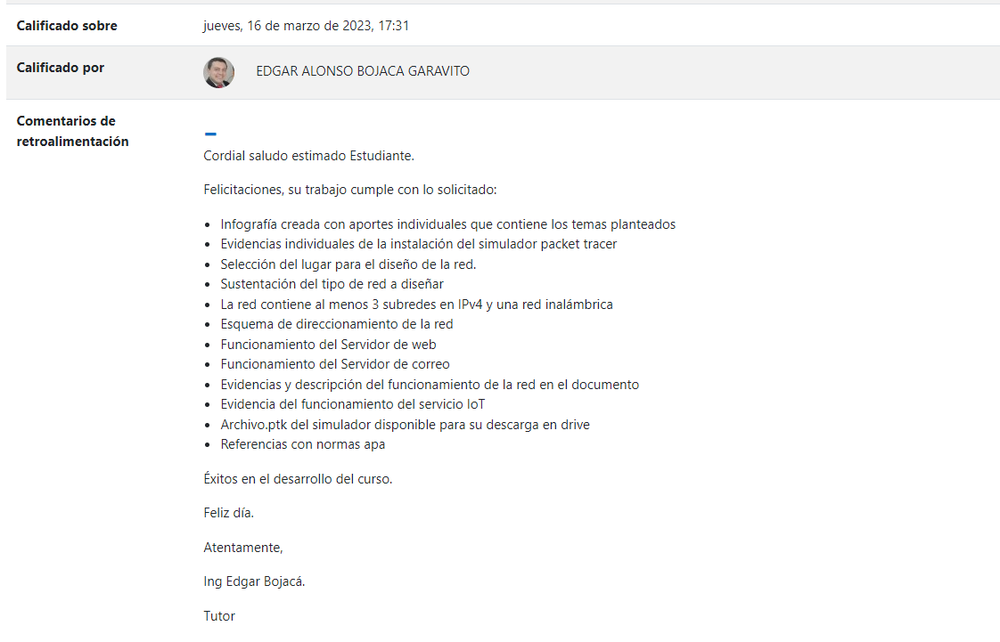 Calificado sobre
jueves, 16 de marzo de 2023, 17:31
Calificado por
EDGAR ALONSO BOJACA GARAVITO
Comentarios de
retroalimentación
Cordial saludo estimado Estudiante.
Felicitaciones, su trabajo cumple con lo solicitado:
• Infografía creada con aportes individuales que contiene los temas planteados
• Evidencias individuales de la instalación del simulador packet tracer
• Selección del lugar para el diseño de la red.
• Sustentación del tipo de red a diseñar
• La red contiene al menos 3 subredes en IPv4 y una red inalámbrica
• Esquema de direccionamiento de la red
• Funcionamiento del Servidor de web
• Funcionamiento del Servidor de correo
• Evidencias y descripción del funcionamiento de la red en el documento
• Evidencia del funcionamiento del servicio IoT
• Archivo.ptk del simulador disponible para su descarga en drive
• Referencias con normas apa
Éxitos en el desarrollo del curso.
Feliz día.
Atentamente,
Ing Edgar Bojacá.
Tutor